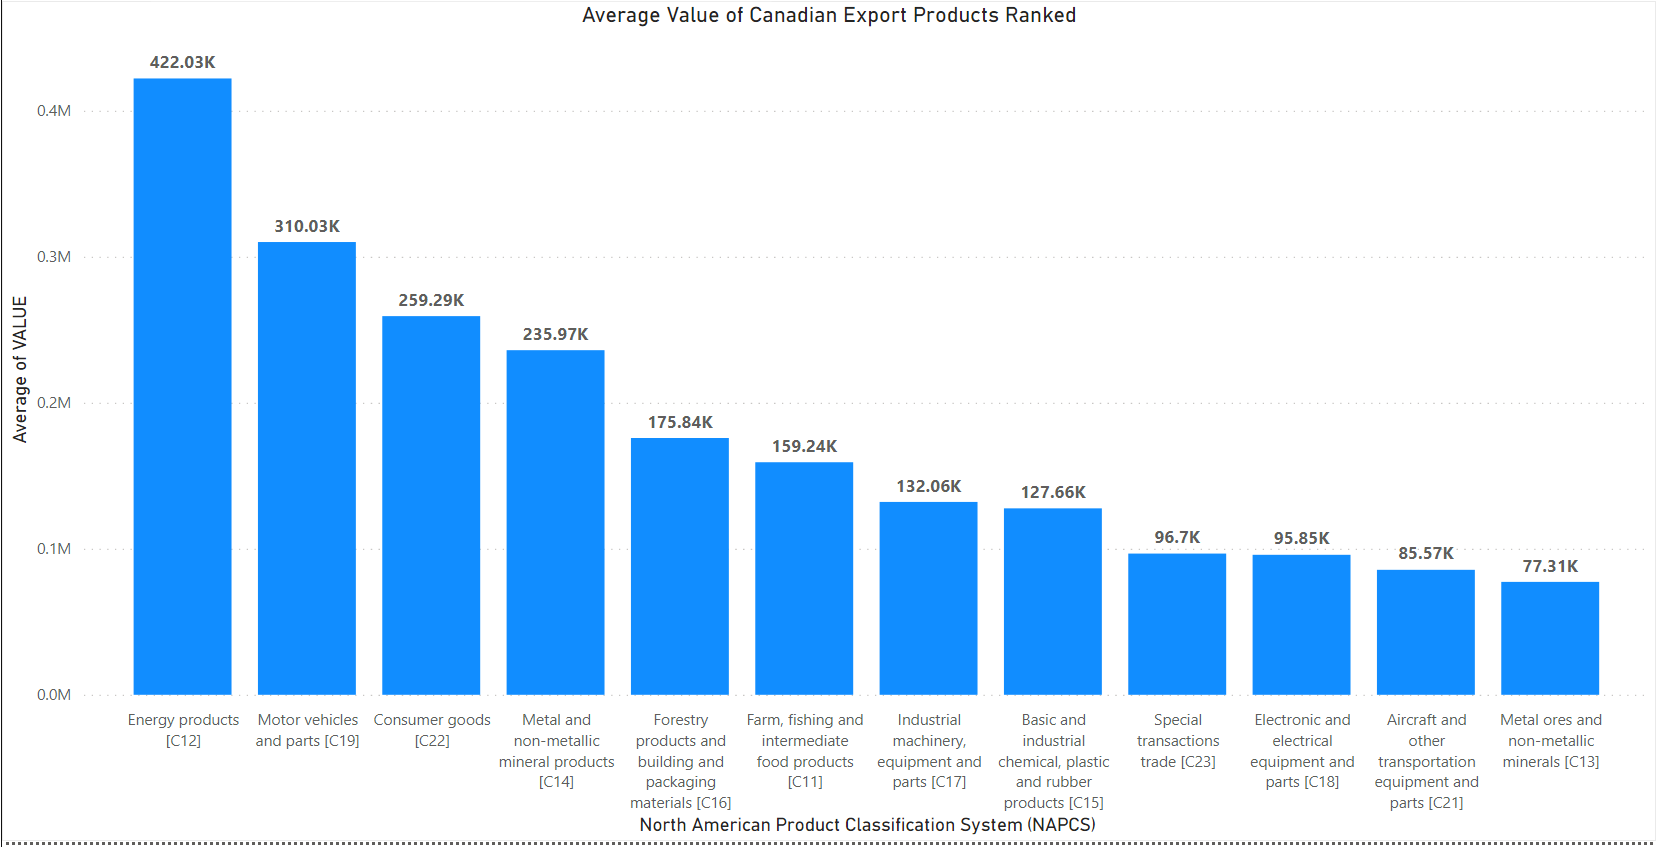 Average Value of Canadian Export Products Ranked
422.03K
310.03K
259.29K
235.97K
175.84K
159.24K
132.06K
127.66K
96.7K
95.85K
85.57K
77.31K
0.4M
0.3M
0.2M
0.1M
0.0M
Average of VALUE
Energy products
[C12]
Motor vehicles
and parts [C19]
Consumer goods
[C22]
Metal and
non-metallic
mineral products
[C14]
Forestry
products and
building and
packaging
materials [C16]
Farm, fishing and
intermediate
food products
[C11]
Industrial
machinery,
equipment and
parts [C17]
Basic and
industrial
chemical, plastic
and rubber
products [C15]
Special
transactions
trade [C23]
Electronic and
electrical
equipment and
parts [C18]
Aircraft and
other
transportation
equipment and
parts [C21]
Metal ores and
non-metallic
minerals [C13]
North American Product Classification System (NAPCS)